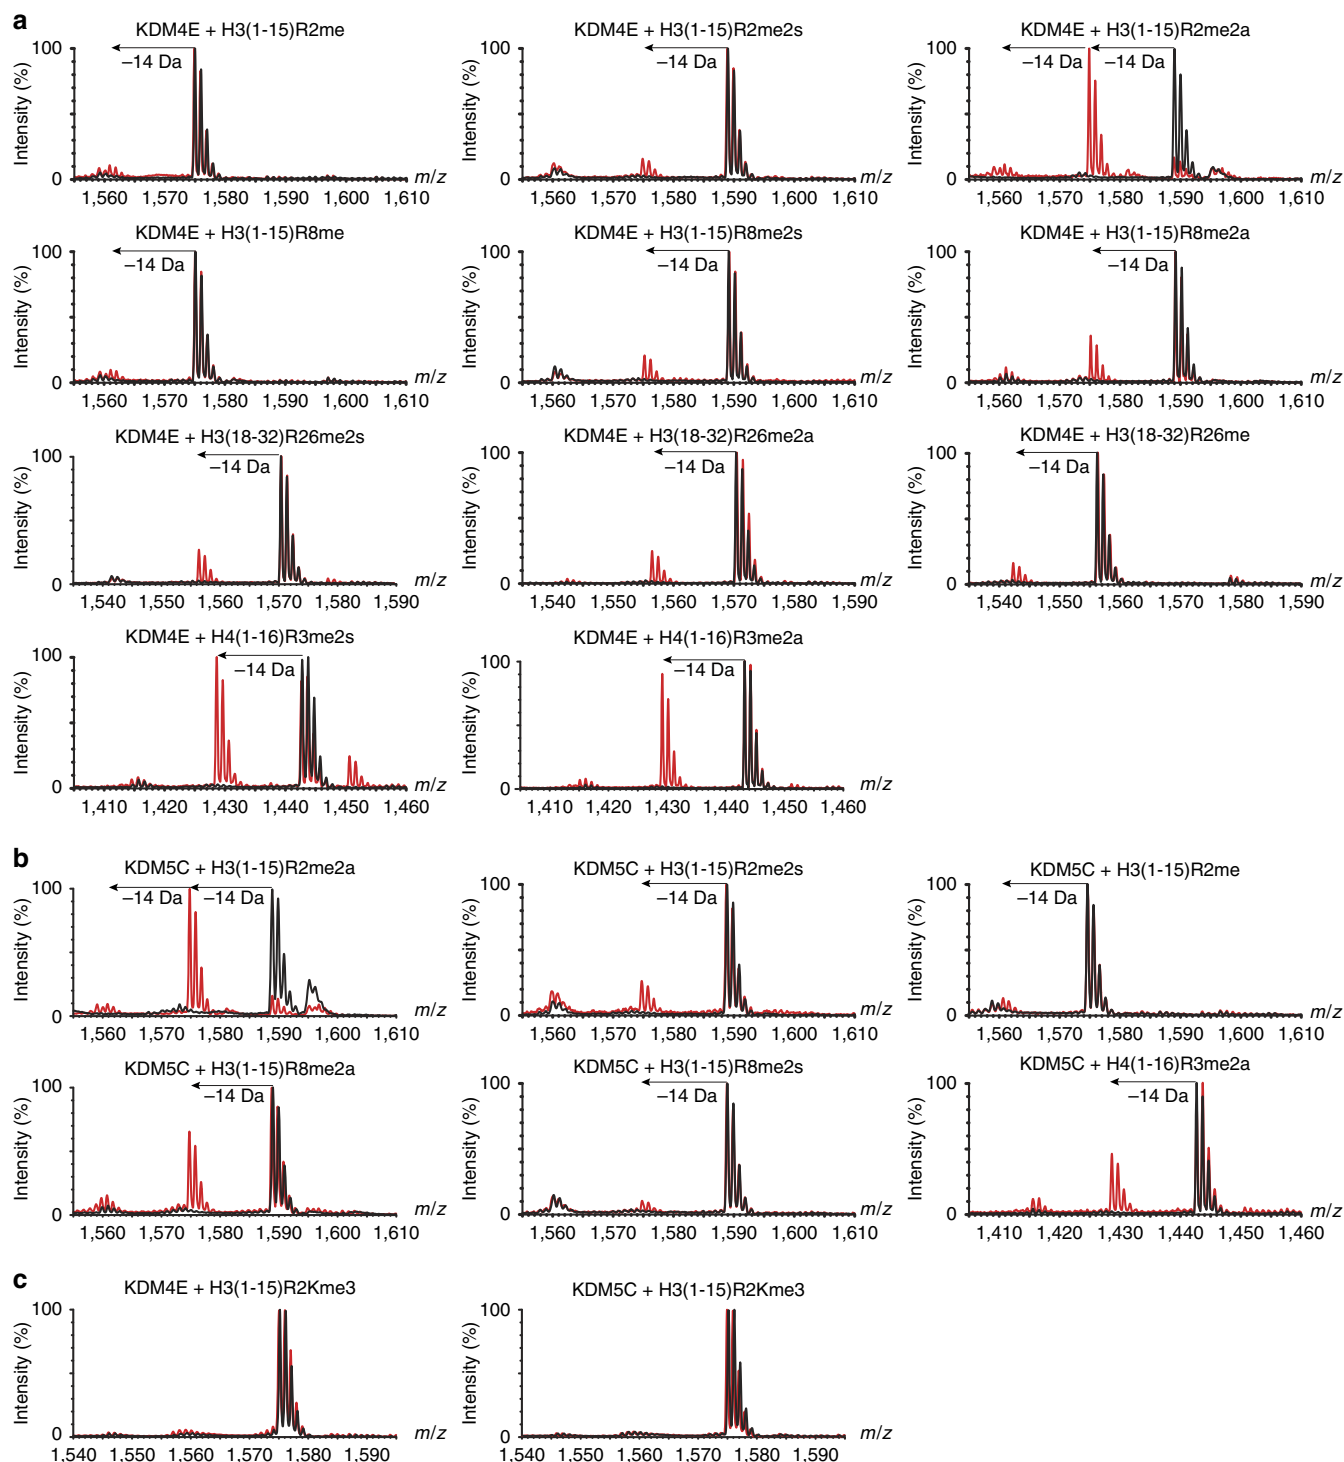 a
KDM4E + H3(1-15)R2me
100
–14 Da
Intensity (%)
0
m/z
1,560 1,570 1,580 1,590 1,600 1,610
KDM4E + H3(1-15)R2me2s
100
–14 Da
Intensity (%)
0
m/z
1,560 1,570 1,580 1,590 1,600 1,610
KDM4E + H3(1-15)R2me2a
100
–14 Da –14 Da
Intensity (%)
0
m/z
1,560 1,570 1,580 1,590 1,600 1,610
KDM4E + H3(1-15)R8me
100
–14 Da
Intensity (%)
0
m/z
1,560 1,570 1,580 1,590 1,600 1,610
KDM4E + H3(1-15)R8me2s
100
–14 Da
Intensity (%)
0
m/z
1,560 1,570 1,580 1,590 1,600 1,610
KDM4E + H3(1-15)R8me2a
100
–14 Da
Intensity (%)
0
m/z
1,560 1,570 1,580 1,590 1,600 1,610
KDM4E + H3(18-32)R26me2s
100
–14 Da
Intensity (%)
0
m/z
1,540 1,550 1,560 1,570 1,580 1,590
KDM4E + H3(18-32)R26me2a
100
–14 Da
Intensity (%)
0
m/z
1,540 1,550 1,560 1,570 1,580 1,590
KDM4E + H3(18-32)R26me
100
–14 Da
Intensity (%)
0
m/z
1,540 1,550 1,560 1,570 1,580 1,590
KDM4E + H4(1-16)R3me2s
100
–14 Da
Intensity (%)
0
m/z
1,410 1,420 1,430 1,440 1,450 1,460
KDM4E + H4(1-16)R3me2a
100
–14 Da
Intensity (%)
0
m/z
1,410 1,420 1,430 1,440 1,450 1,460
b
KDM5C + H3(1-15)R2me2a
100
–14 Da –14 Da
Intensity (%)
0
m/z
1,560 1,570 1,580 1,590 1,600 1,610
KDM5C + H3(1-15)R2me2s
100
–14 Da
Intensity (%)
0
m/z
1,560 1,570 1,580 1,590 1,600 1,610
KDM5C + H3(1-15)R2me
100
–14 Da
Intensity (%)
0
m/z
1,560 1,570 1,580 1,590 1,600 1,610
KDM5C + H3(1-15)R8me2a
100
–14 Da
Intensity (%)
0
m/z
1,560 1,570 1,580 1,590 1,600 1,610
KDM5C + H3(1-15)R8me2s
100
–14 Da
Intensity (%)
0
m/z
1,560 1,570 1,580 1,590 1,600 1,610
KDM5C + H4(1-16)R3me2a
100
–14 Da
Intensity (%)
0
m/z
1,410 1,420 1,430 1,440 1,450 1,460
c
KDM4E + H3(1-15)R2Kme3
100
Intensity (%)
0
m/z
1,540 1,550 1,560 1,570 1,580 1,590
KDM5C + H3(1-15)R2Kme3
100
Intensity (%)
0
m/z
1,540 1,550 1,560 1,570 1,580 1,590